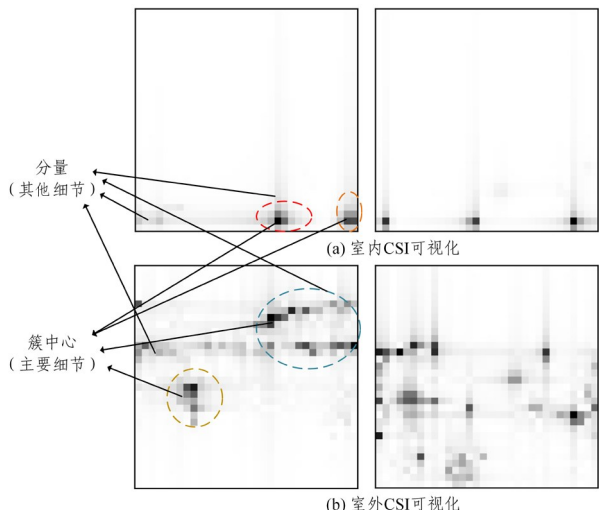 分量
（其他细节）
(a) 室内CSI可视化
簇中心
（主要细节）
(b) 室外CSI可视化